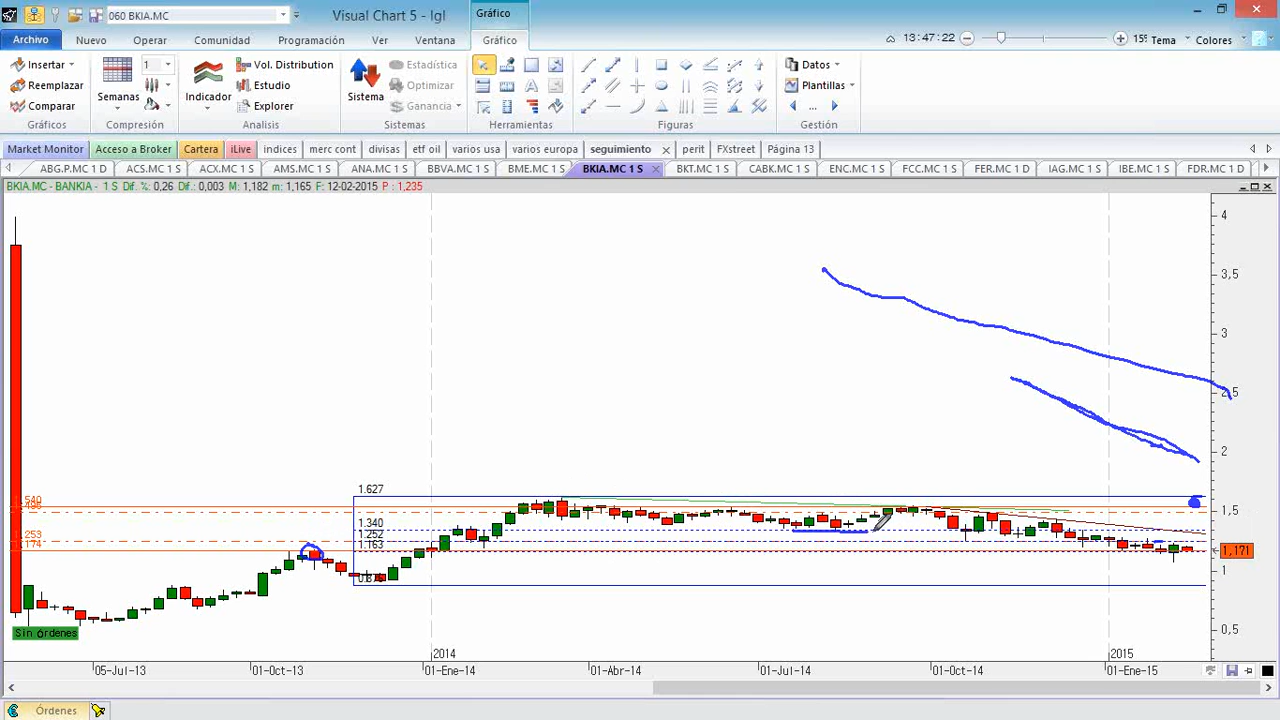 060 BKIA.MC
Visual Chart 5 - lgl
Gráfico
Archivo
Nuevo
Operar
Comunidad
Programación
Ver
Ventana
Gráfico
13:47:22
15
Tema
Colores
Insertar
Reemplazar
Comparar
Gráficos
Semanas
1
Compresión
Indicador
Vol. Distribution
Estudio
Explorer
Analisis
Sistema
Estadística
Optimizar
Ganancia
Sistemas
Herramientas
Figuras
Datos
Plantillas
...
Gestión
Market Monitor
Acceso a Broker
Cartera
iLive
indices
merc cont
divisas
etf oil
varios usa
varios europa
seguimiento
perit
FXstreet
Página 13
ABG.P.MC 1 D
ACS.MC 1 S
ACX.MC 1 S
AMS.MC 1 S
ANA.MC 1 S
BBVA.MC 1 S
BME.MC 1 S
BKIA.MC 1 S
BKT.MC 1 S
CABK.MC 1 S
ENC.MC 1 S
FCC.MC 1 S
FER.MC 1 D
IAG.MC 1 S
IBE.MC 1 S
FDR.MC 1 D
BKIA.MC - BANKIA - 1 S Dif. %: 0,26 Dif.: 0,003 M: 1,182 m: 1,165 F: 12-02-2015 P : 1,235
4
3,5
3
2,5
2
1,5
1
0,5
1.627
1.340
1.252
1.163
1.540
1.253
1.174
1,171
Sin órdenes
2014
2015
05-Jul-13
01-Oct-13
01-Ene-14
01-Abr-14
01-Jul-14
01-Oct-14
01-Ene-15
Órdenes